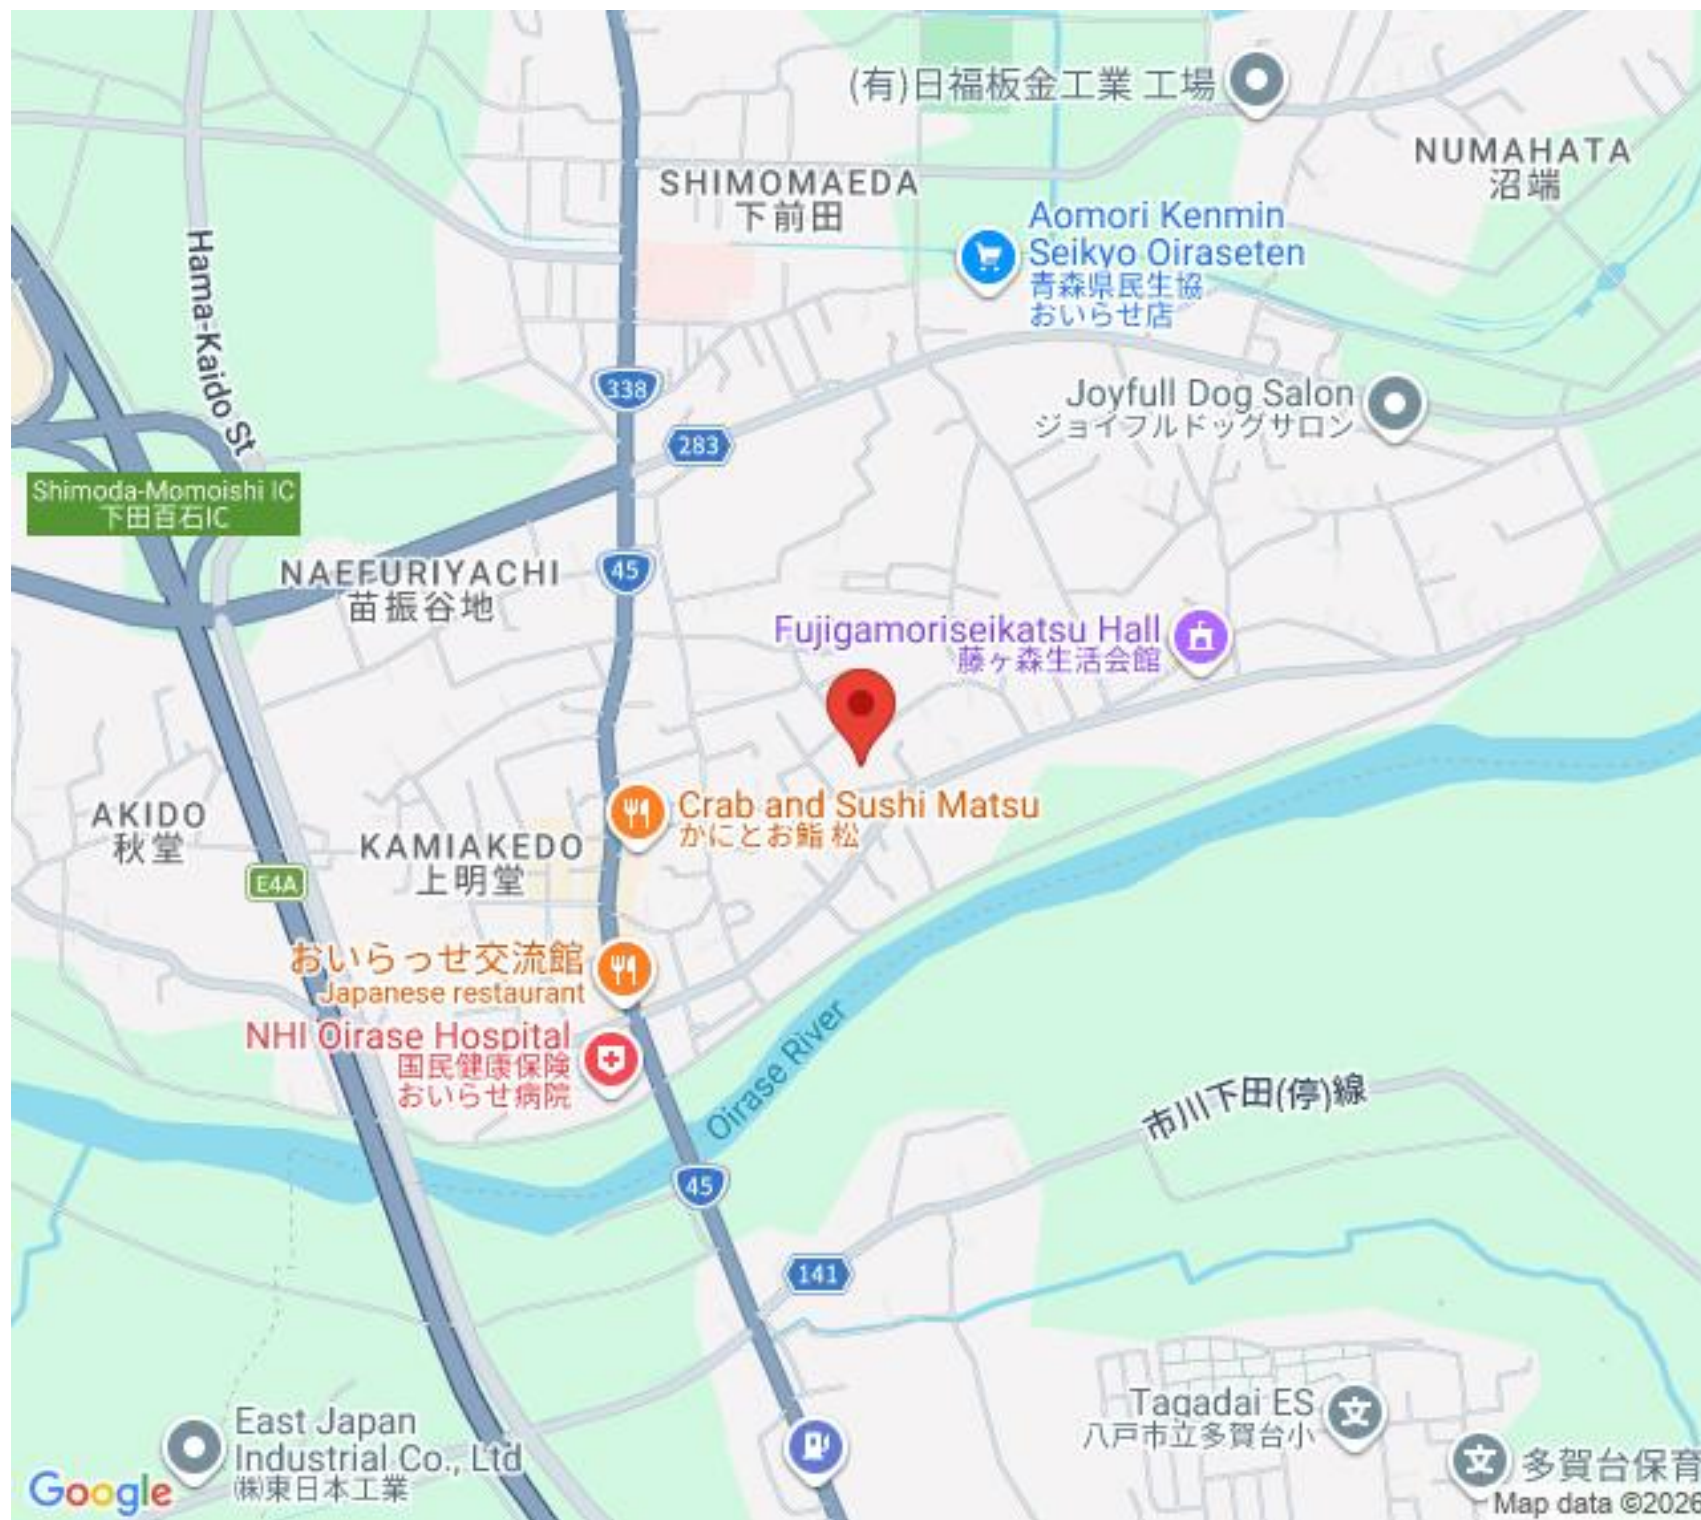 (有)日福板金工業 工場
NUMAHATA
沼端
SHIMOMAEDA
下前田
Aomori Kenmin
Seikyo Oiraseten
青森県民生協
おいらせ店
Hama-Kaido St
338
Joyfull Dog Salon
ジョイフルドッグサロン
283
Shimoda-Momoishi IC
下田百石IC
NAEFURIYACHI
苗振谷地
45
Fujigamoriseikatsu Hall
藤ヶ森生活会館
Crab and Sushi Matsu
かにとお鮨 松
AKIDO
秋堂
KAMIAKEDO
上明堂
E4A
おいらっせ交流館
Japanese restaurant
NHI Oirase Hospital
国民健康保険
おいらせ病院
Oirase River
市川下田(停)線
45
141
Tagadai ES
八戸市立多賀台小
文
East Japan
Industrial Co., Ltd
㈱東日本工業
文
多賀台保育
Google
Map data ©2026